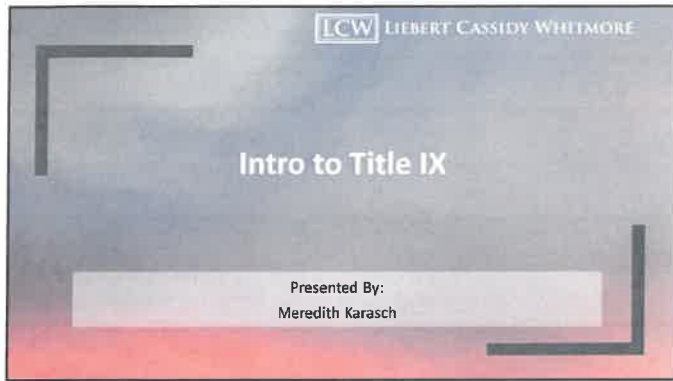 LCW LIEBERT CASSIDY WHITMORE
Intro to Title IX
Presented By:
Meredith Karasch